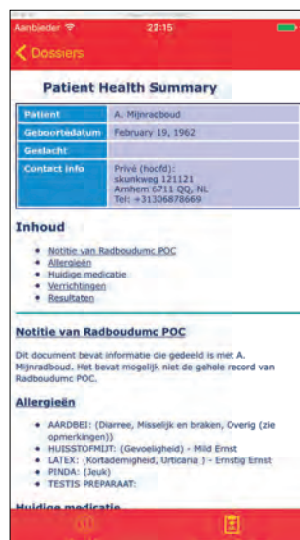 Aanbieder 22:15
Dossiers
Patient Health Summary
Patient A. Mijnradboud
Geboortedatum February 19, 1962
Geslacht
Contact Info Privé (hoofd):
skunkweg 121121
Arnhem 6711 QQ, NL
Tel: +31306878669
Inhoud
Notitie van Radboudumc POC
Allergieën
Huidige medicatie
Verrichtingen
Resultaten
Notitie van Radboudumc POC
Dit document bevat informatie die gedeeld is met A.
Mijnradboud. Het bevat mogelijk niet de gehele record van
Radboudumc POC.
Allergieën
AARDBEI: (Diarree, Misselijk en braken, Overig (zie
opmerkingen))
HUISSTOFMIJT: (Gevoeligheid) - Mild Ernst
LATEX: (Kortademigheid, Urticaria ) - Ernstig Ernst
PINDA: (Jeuk)
TESTIS PREPARAAT:
Huidige medicatie